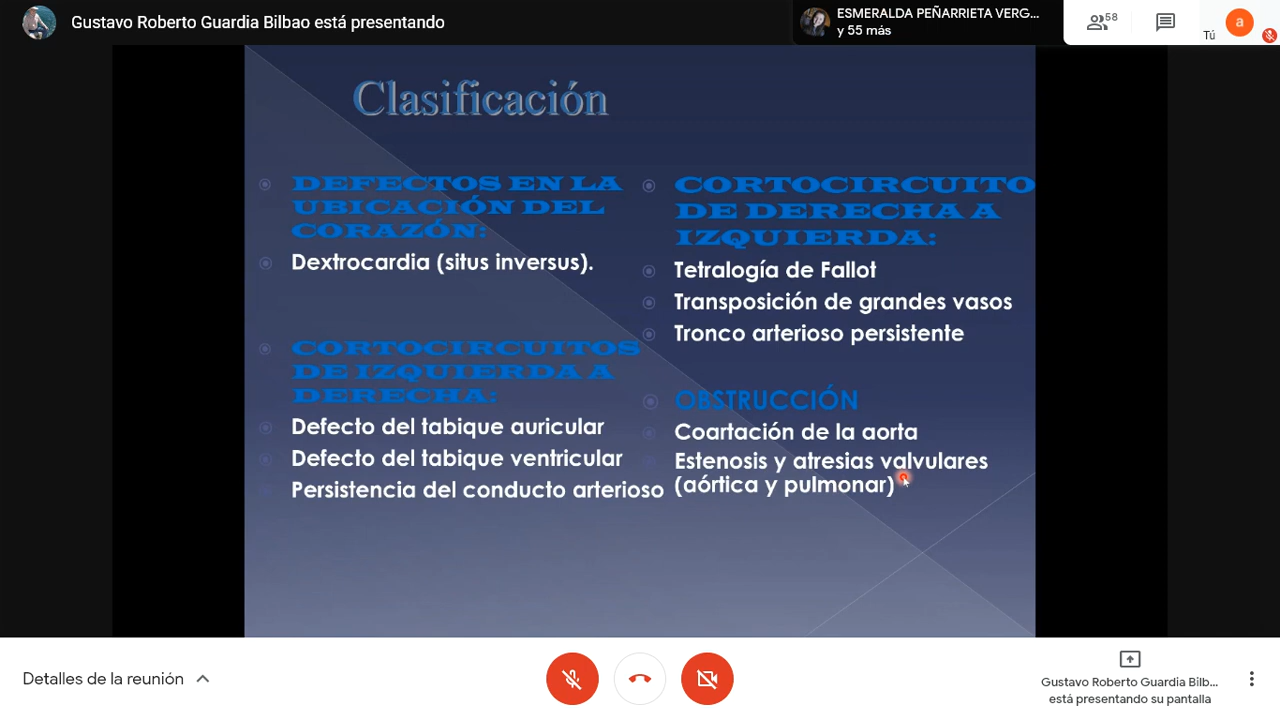 Gustavo Roberto Guardia Bilbao está presentando
ESMERALDA PEÑARRIETA VERG...
y 55 más
58
a
Tú
Clasificación
DEFECTOS EN LA
UBICACIÓN DEL
CORAZÓN:
Dextrocardia (situs inversus).
CORTOCIRCUITOS
DE IZQUIERDA A
DERECHA:
Defecto del tabique auricular
Defecto del tabique ventricular
Persistencia del conducto arterioso
CORTOCIRCUITO
DE DERECHA A
IZQUIERDA:
Tetralogía de Fallot
Transposición de grandes vasos
Tronco arterioso persistente
OBSTRUCCIÓN
Coartación de la aorta
Estenosis y atresias valvulares
(aórtica y pulmonar)
Detalles de la reunión
Gustavo Roberto Guardia Bilb...
está presentando su pantalla